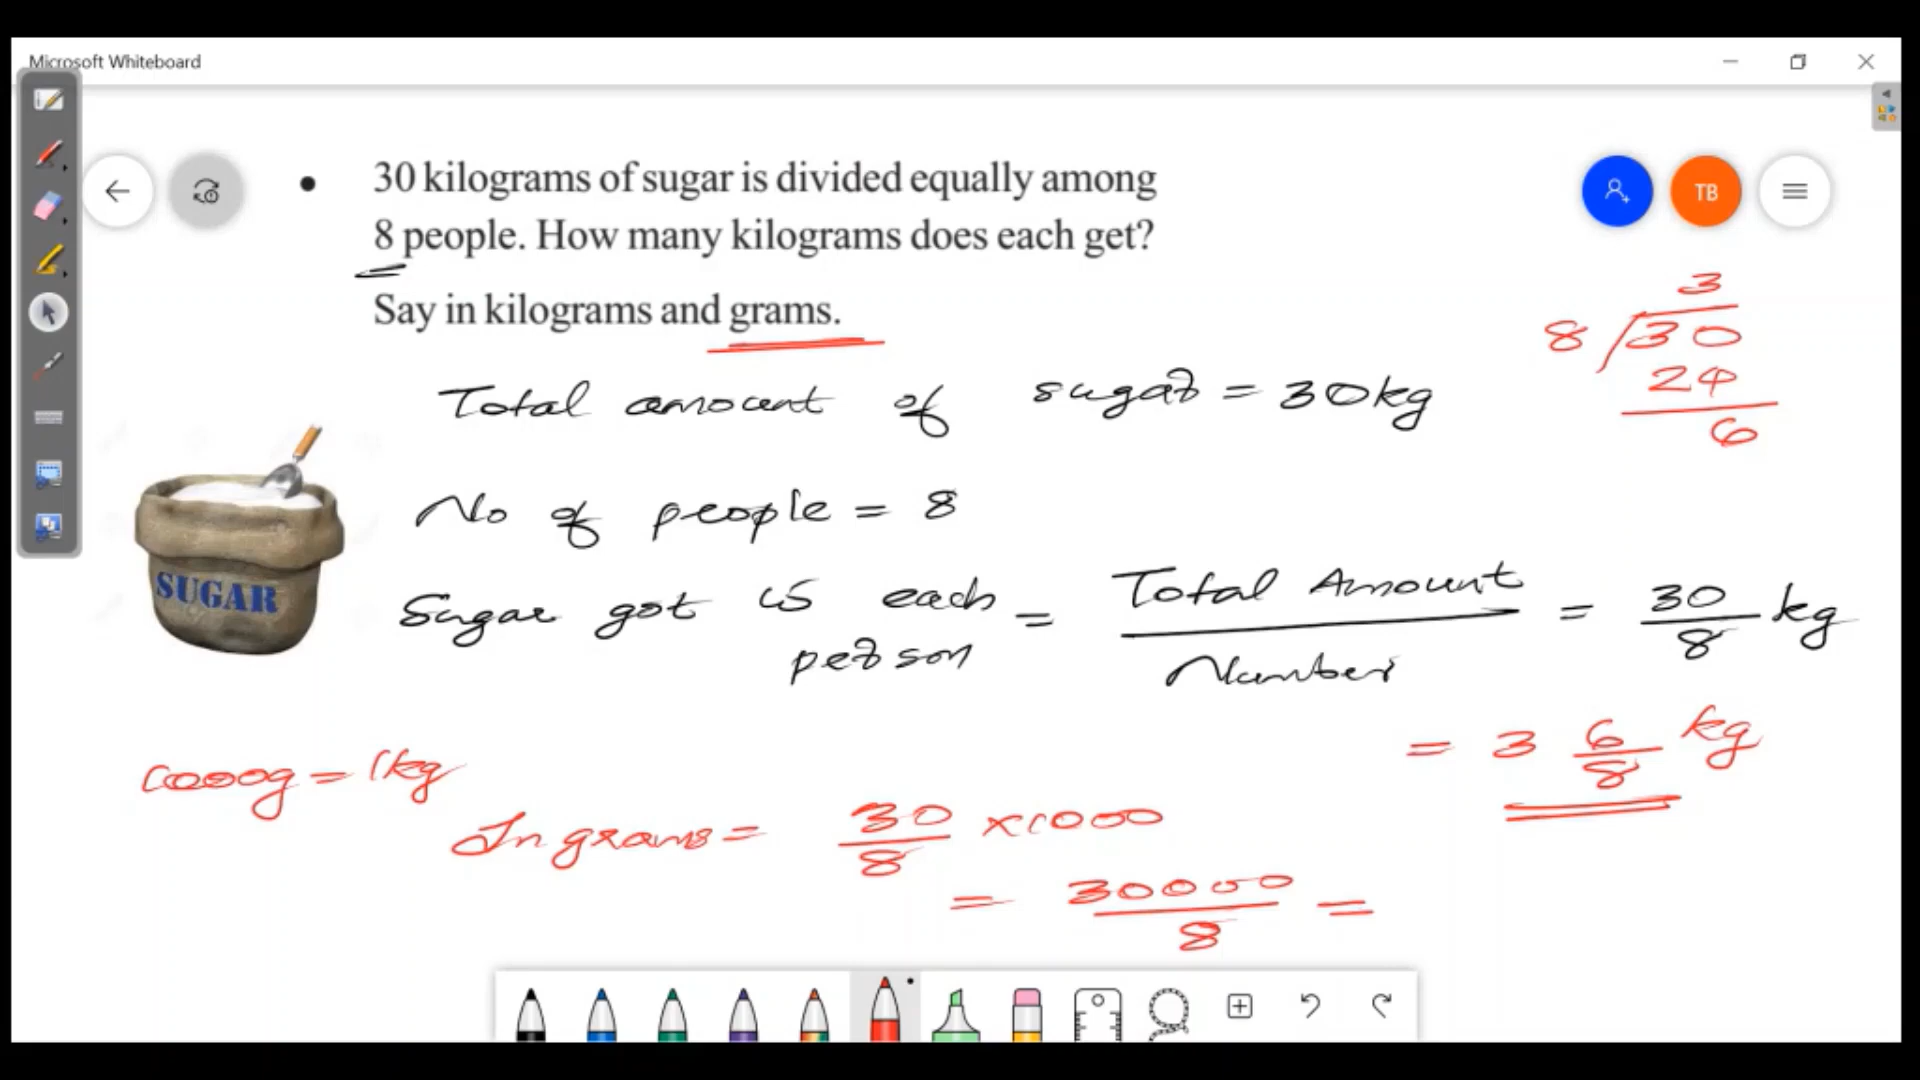 Microsoft Whiteboard
TB
• 30 kilograms of sugar is divided equally among
8 people. How many kilograms does each get?
Say in kilograms and grams.
3
8 30
24
6
Total amount of sugar = 30kg
No of people = 8
SUGAR
Sugar got is each person = Total Amount / Number = 30/8 kg
= 3 6/8 kg
1000g = 1kg
In grams = 30/8 ×1000
= 30000/8 =